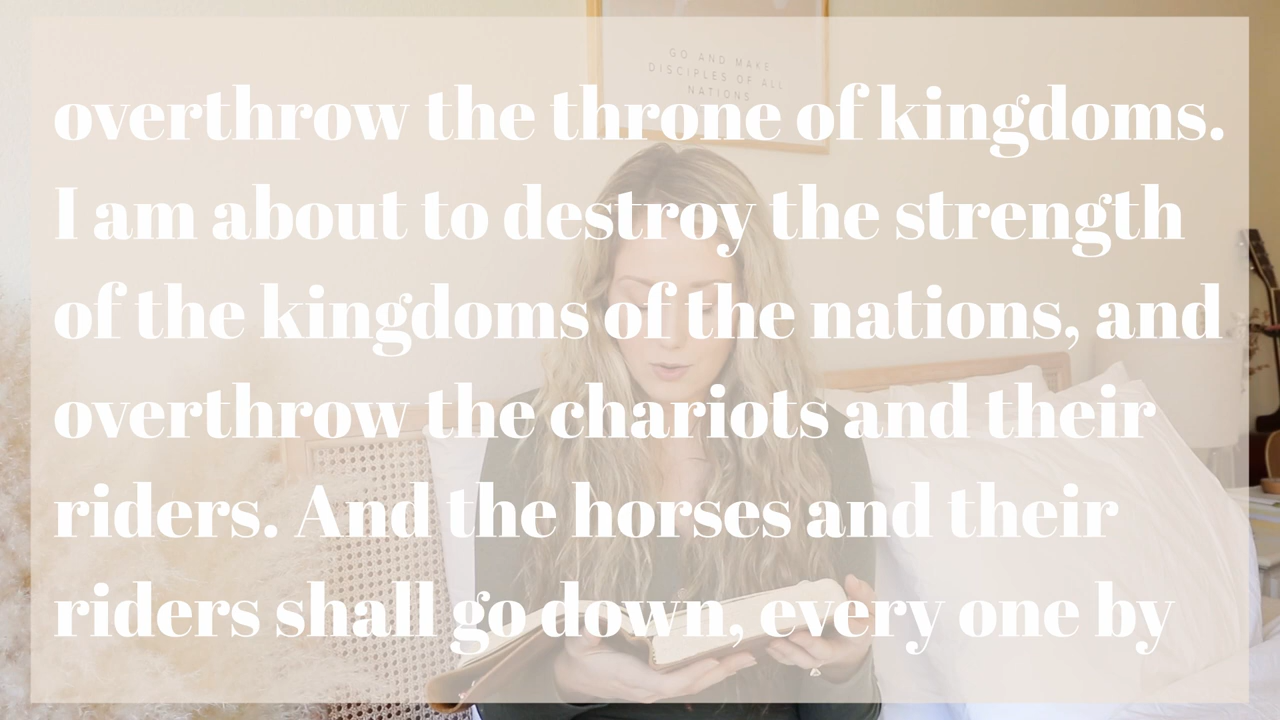 GO AND MAKE
DISCIPLES OF ALL
NATIONS
overthrow the throne of kingdoms.
I am about to destroy the strength
of the kingdoms of the nations, and
overthrow the chariots and their
riders. And the horses and their
riders shall go down, every one by